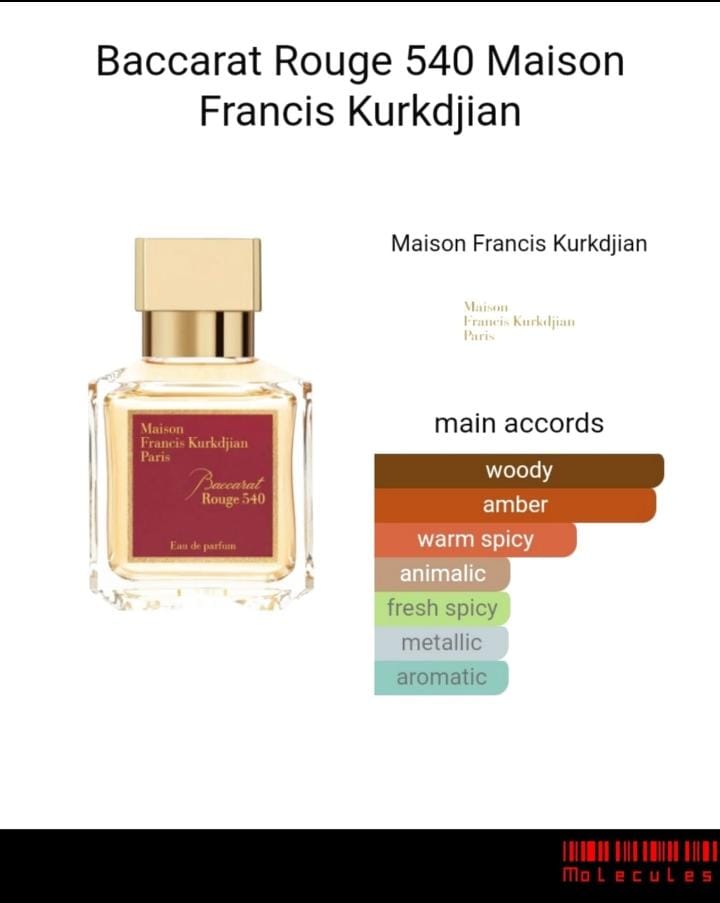 Baccarat Rouge 540 Maison
Francis Kurkdjian
Maison Francis Kurkdjian
Maison
Francis Kurkdjian
Paris
Maison
Francis Kurkdjian
Paris
Baccarat
Rouge 540
Eau de parfum
main accords
woody
amber
warm spicy
animalic
fresh spicy
metallic
aromatic
Molecules